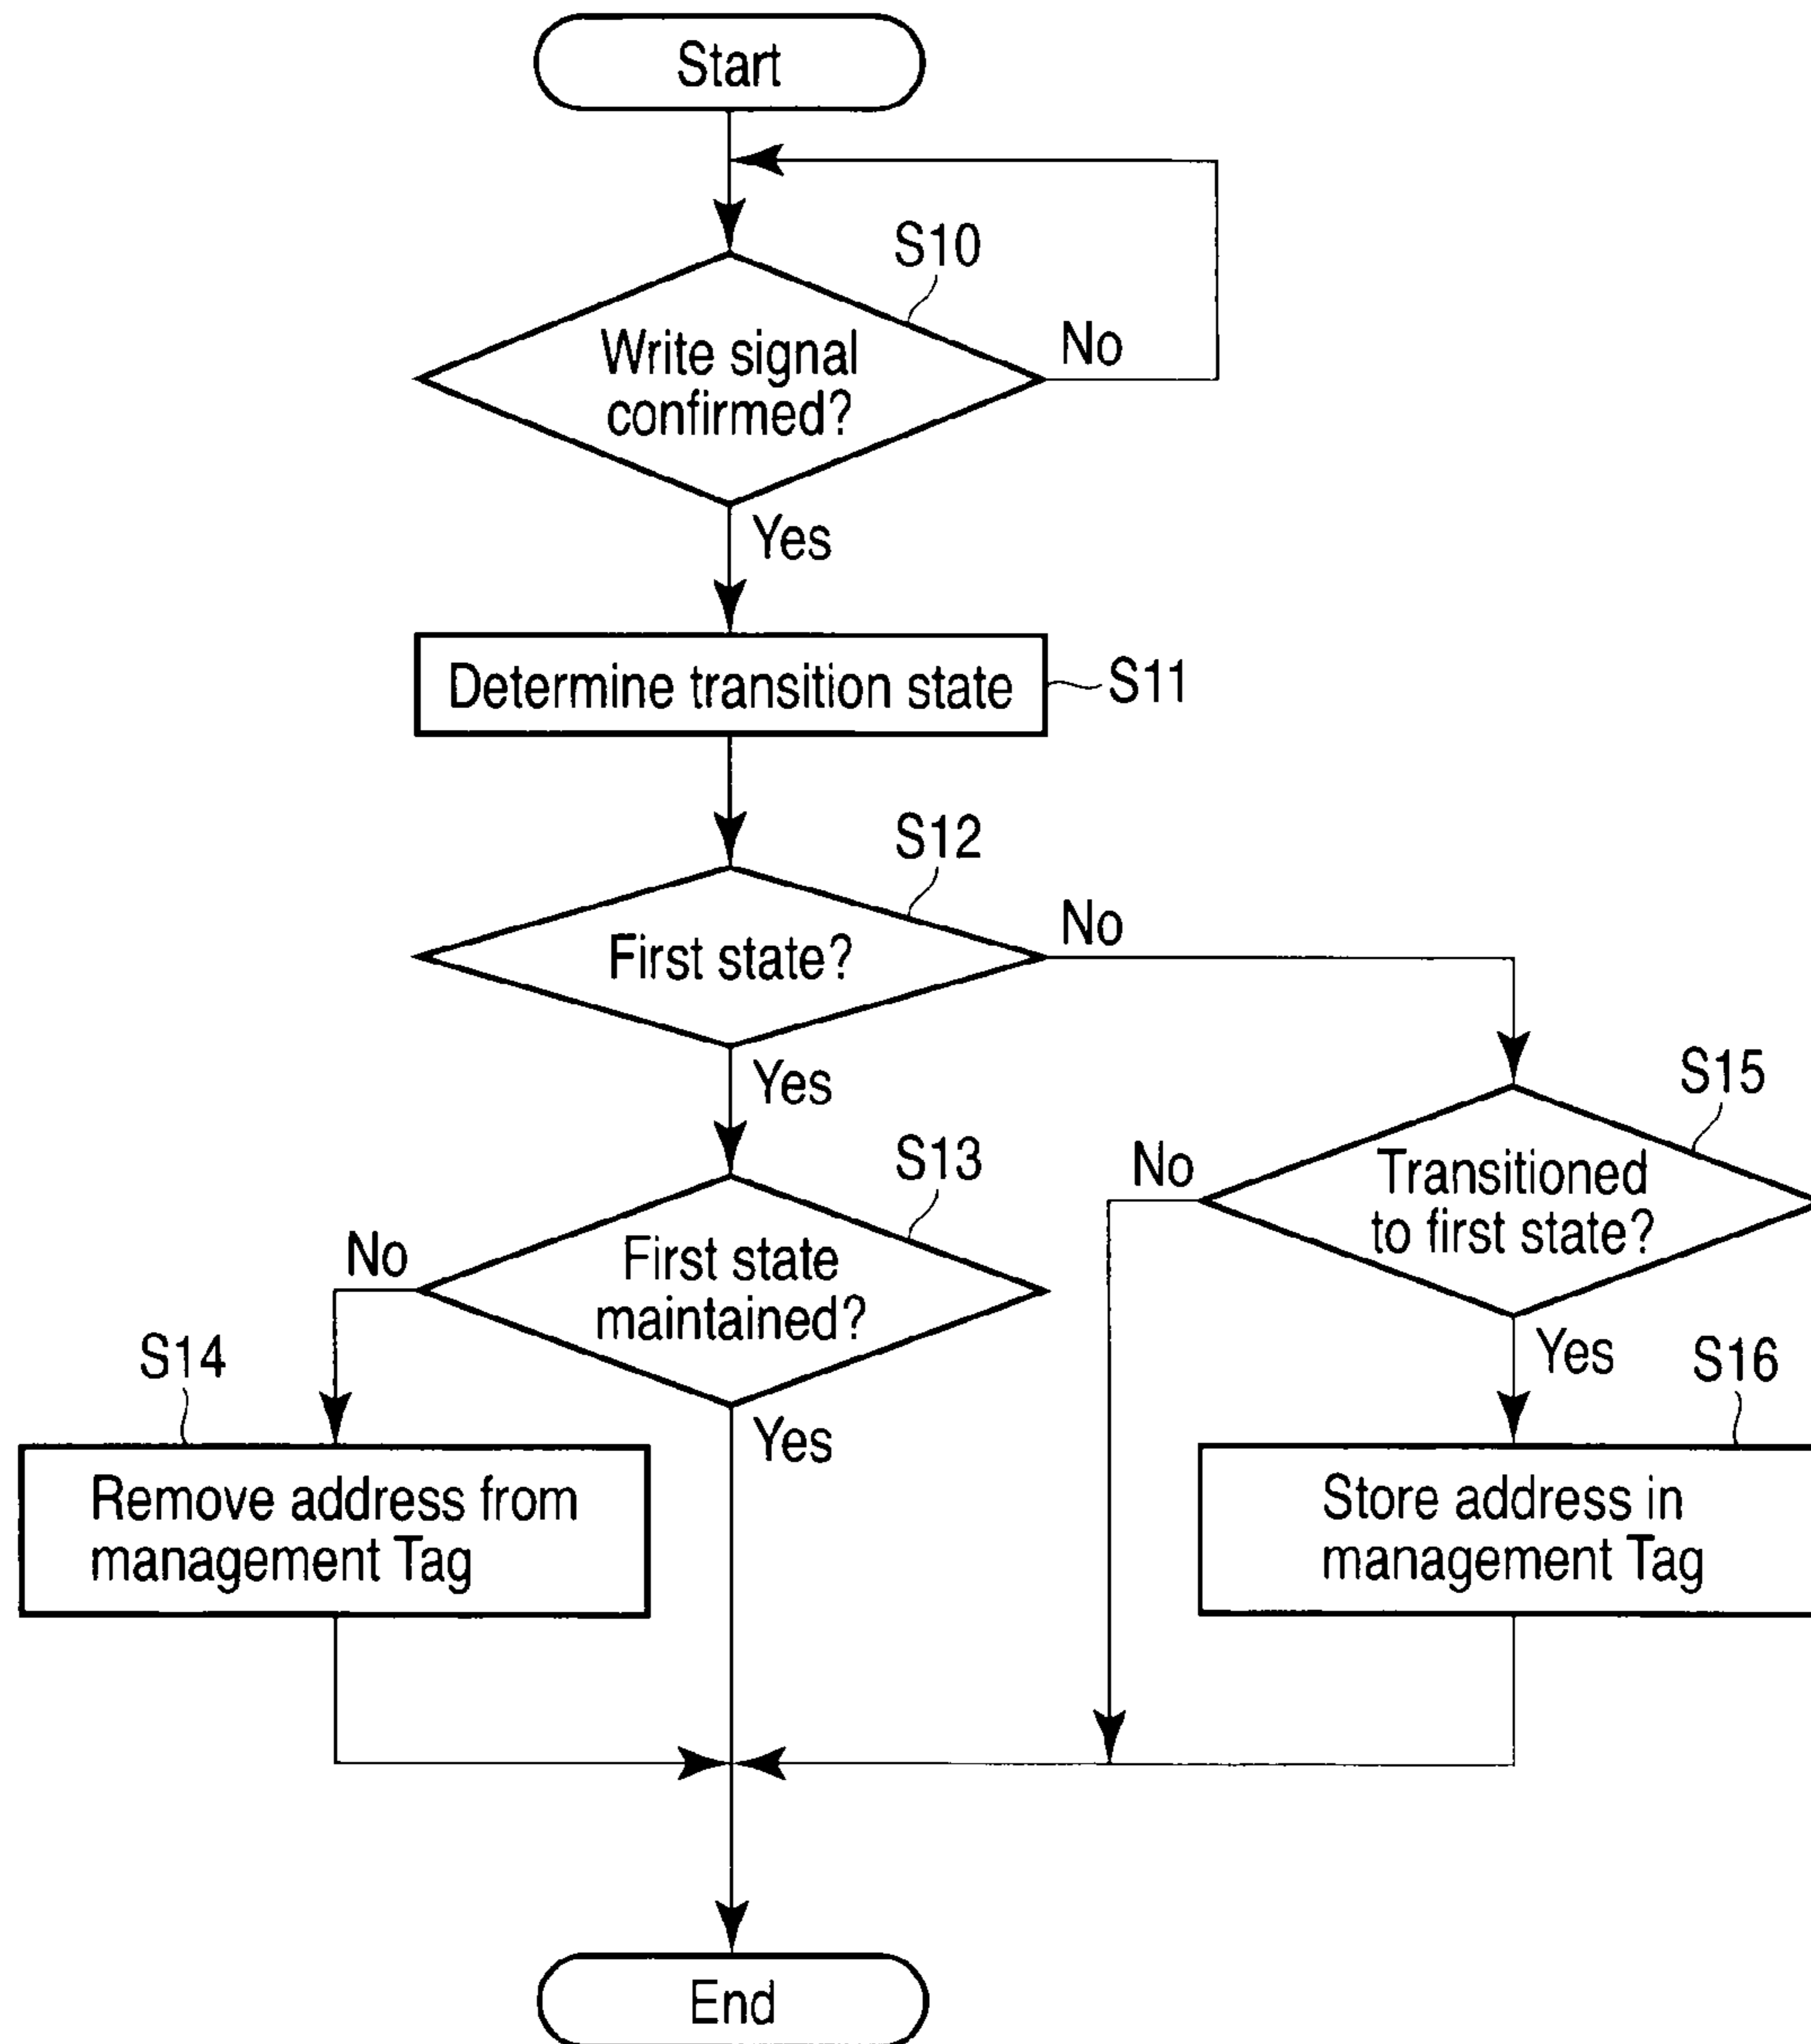 Start
S10
Write signal
confirmed?
No
Yes
Determine transition state
S11
S12
First state?
No
Yes
S15
Transitioned
to first state?
No
Yes
S13
First state
maintained?
No
Yes
S14
Remove address from
management Tag
S16
Store address in
management Tag
End